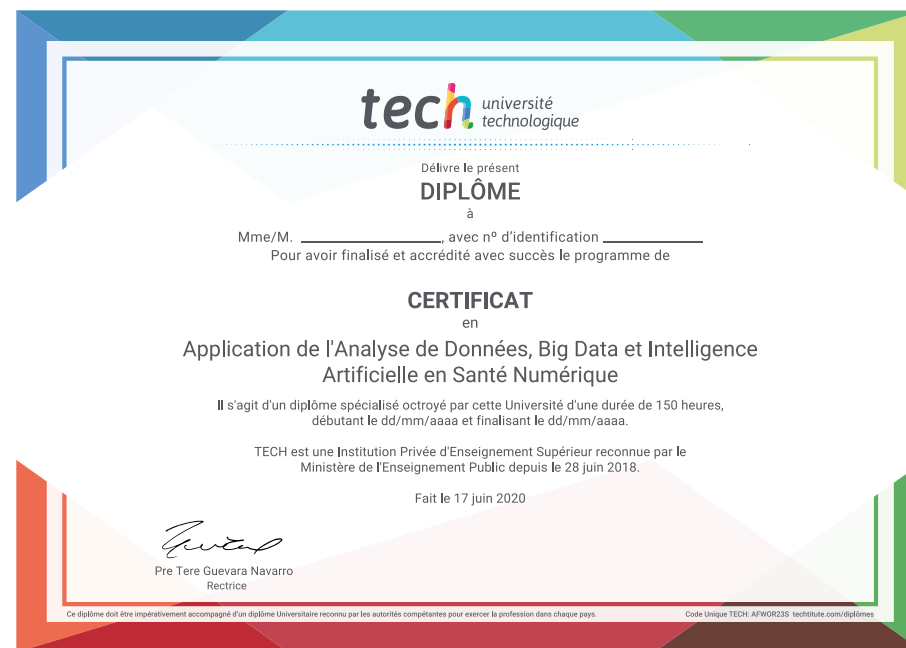 tech université
technologique
Délivre le présent
DIPLÔME
à
Mme/M. ____________________, avec nº d'identification ______________
Pour avoir finalisé et accrédité avec succès le programme de
CERTIFICAT
en
Application de l'Analyse de Données, Big Data et Intelligence
Artificielle en Santé Numérique
Il s'agit d'un diplôme spécialisé octroyé par cette Université d'une durée de 150 heures,
débutant le dd/mm/aaaa et finalisant le dd/mm/aaaa.
TECH est une Institution Privée d'Enseignement Supérieur reconnue par le
Ministère de l'Enseignement Public depuis le 28 juin 2018.
Fait le 17 juin 2020
Pre Tere Guevara Navarro
Rectrice
Ce diplôme doit être impérativement accompagné d'un diplôme Universitaire reconnu par les autorités compétantes pour exercer la profession dans chaque pays.
Code Unique TECH: AFWOR23S techtitute.com/diplômes